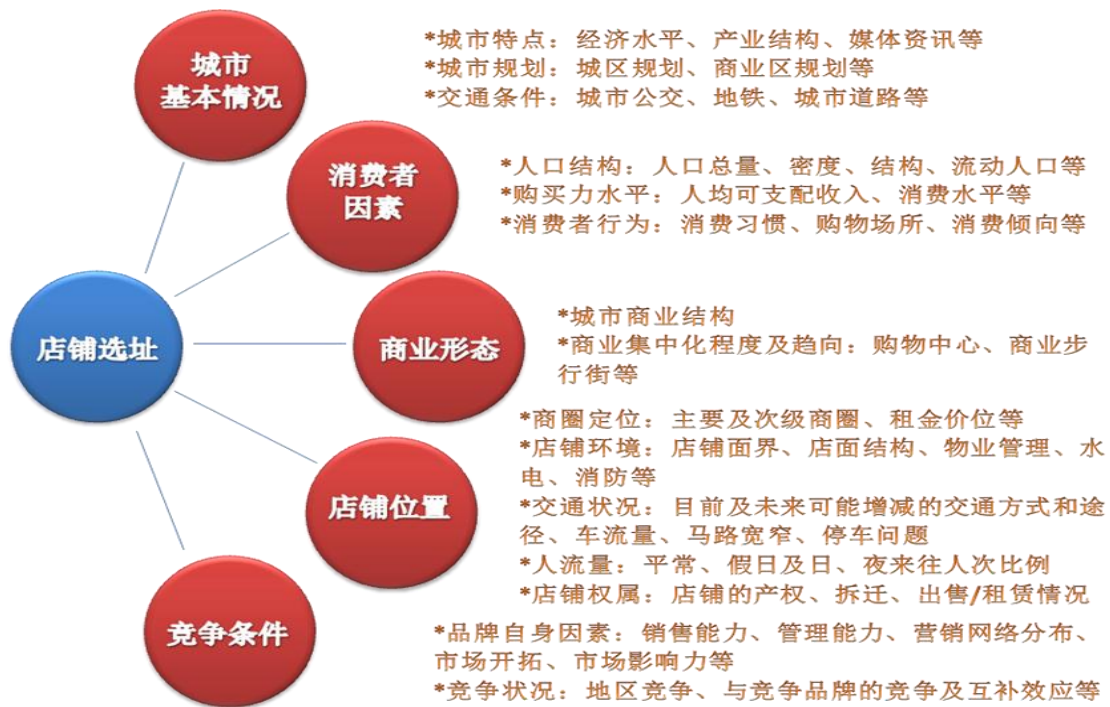 城市
基本情况
*城市特点：经济水平、产业结构、媒体资讯等
*城市规划：城区规划、商业区规划等
*交通条件：城市公交、地铁、城市道路等
消费者
因素
*人口结构：人口总量、密度、结构、流动人口等
*购买力水平：人均可支配收入、消费水平等
*消费者行为：消费习惯、购物场所、消费倾向等
店铺选址
商业形态
*城市商业结构
*商业集中化程度及趋向：购物中心、商业步
行街等
店铺位置
*商圈定位：主要及次级商圈、租金价位等
*店铺环境：店铺面界、店面结构、物业管理、水
电、消防等
*交通状况：目前及未来可能增减的交通方式和途
径、车流量、马路宽窄、停车问题
*人流量：平常、假日及日、夜来往人次比例
*店铺权属：店铺的产权、拆迁、出售/租赁情况
竞争条件
*品牌自身因素：销售能力、管理能力、营销网络分布、
市场开拓、市场影响力等
*竞争状况：地区竞争、与竞争品牌的竞争及互补效应等